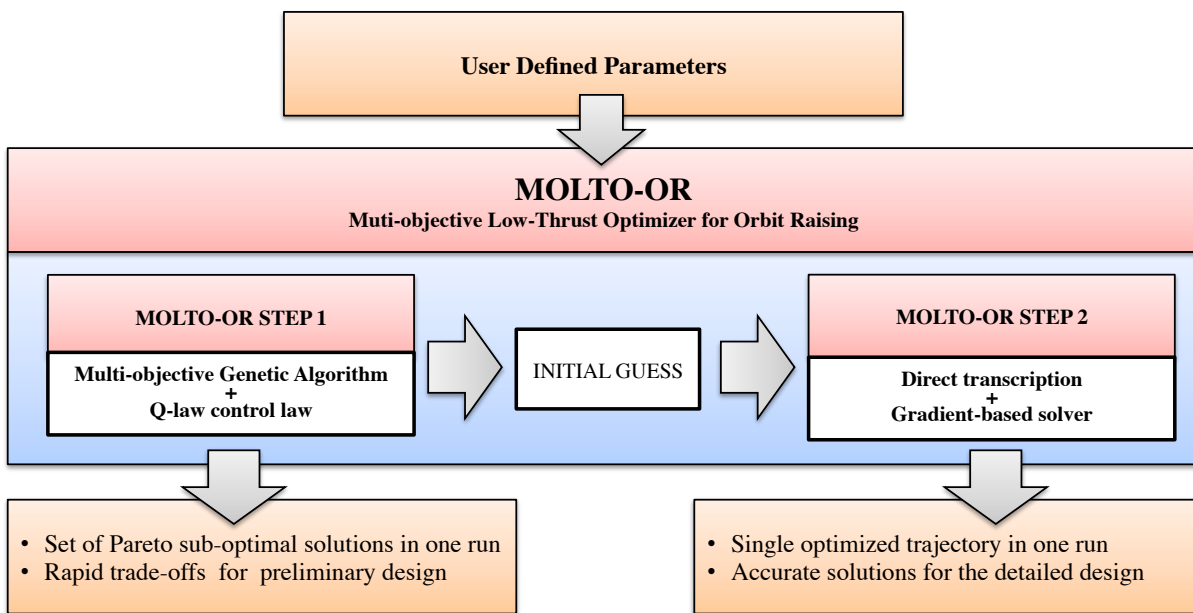 User Defined Parameters
MOLTO-OR
Muti-objective Low-Thrust Optimizer for Orbit Raising
MOLTO-OR STEP 1
Multi-objective Genetic Algorithm
+
Q-law control law
INITIAL GUESS
MOLTO-OR STEP 2
Direct transcription
+
Gradient-based solver
• Set of Pareto sub-optimal solutions in one run
• Rapid trade-offs for preliminary design
• Single optimized trajectory in one run
• Accurate solutions for the detailed design